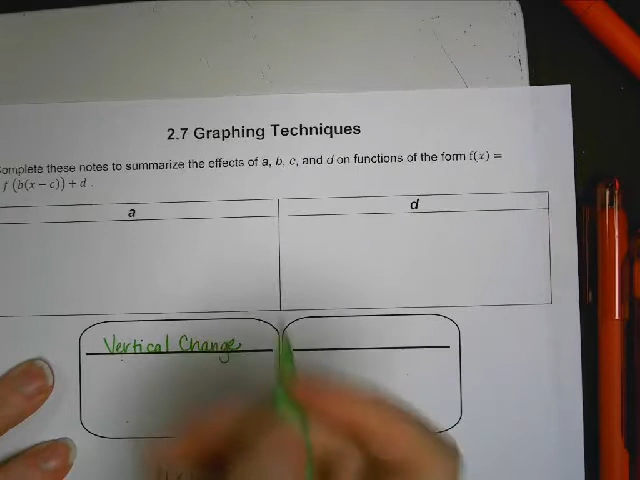 2.7 Graphing Techniques
omplete these notes to summarize the effects of a, b, c, and d on functions of the form f(x) =
f (b(x − c)) + d .
a d
Vertical Change